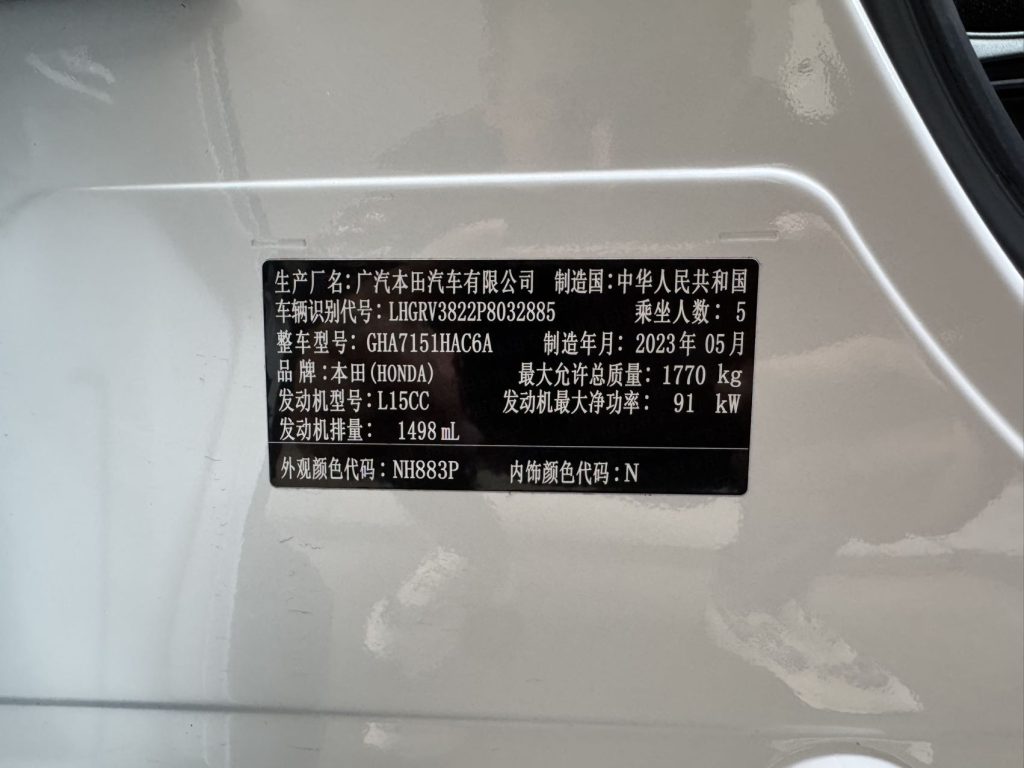 生产厂名：广汽本田汽车有限公司 制造国：中华人民共和国
车辆识别代号：LHGRV3822P8032885 乘坐人数：5
整车型号：GHA7151HAC6A 制造年月：2023年05月
品牌：本田(HONDA) 最大允许总质量：1770 kg
发动机型号：L15CC 发动机最大净功率：91 kW
发动机排量：1498 mL
外观颜色代码：NH883P 内饰颜色代码：N